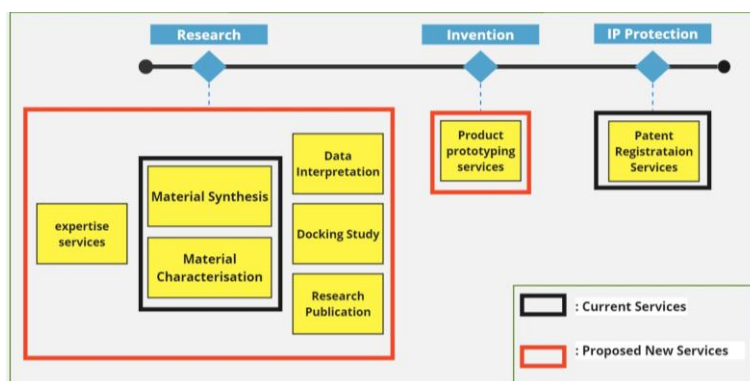 Research
Invention
IP Protection
expertise
services
Material Synthesis
Material
Characterisation
Data
Interpretation
Docking Study
Research
Publication
Product
prototyping
services
Patent
Registrataion
Services
: Current Services
: Proposed New Services